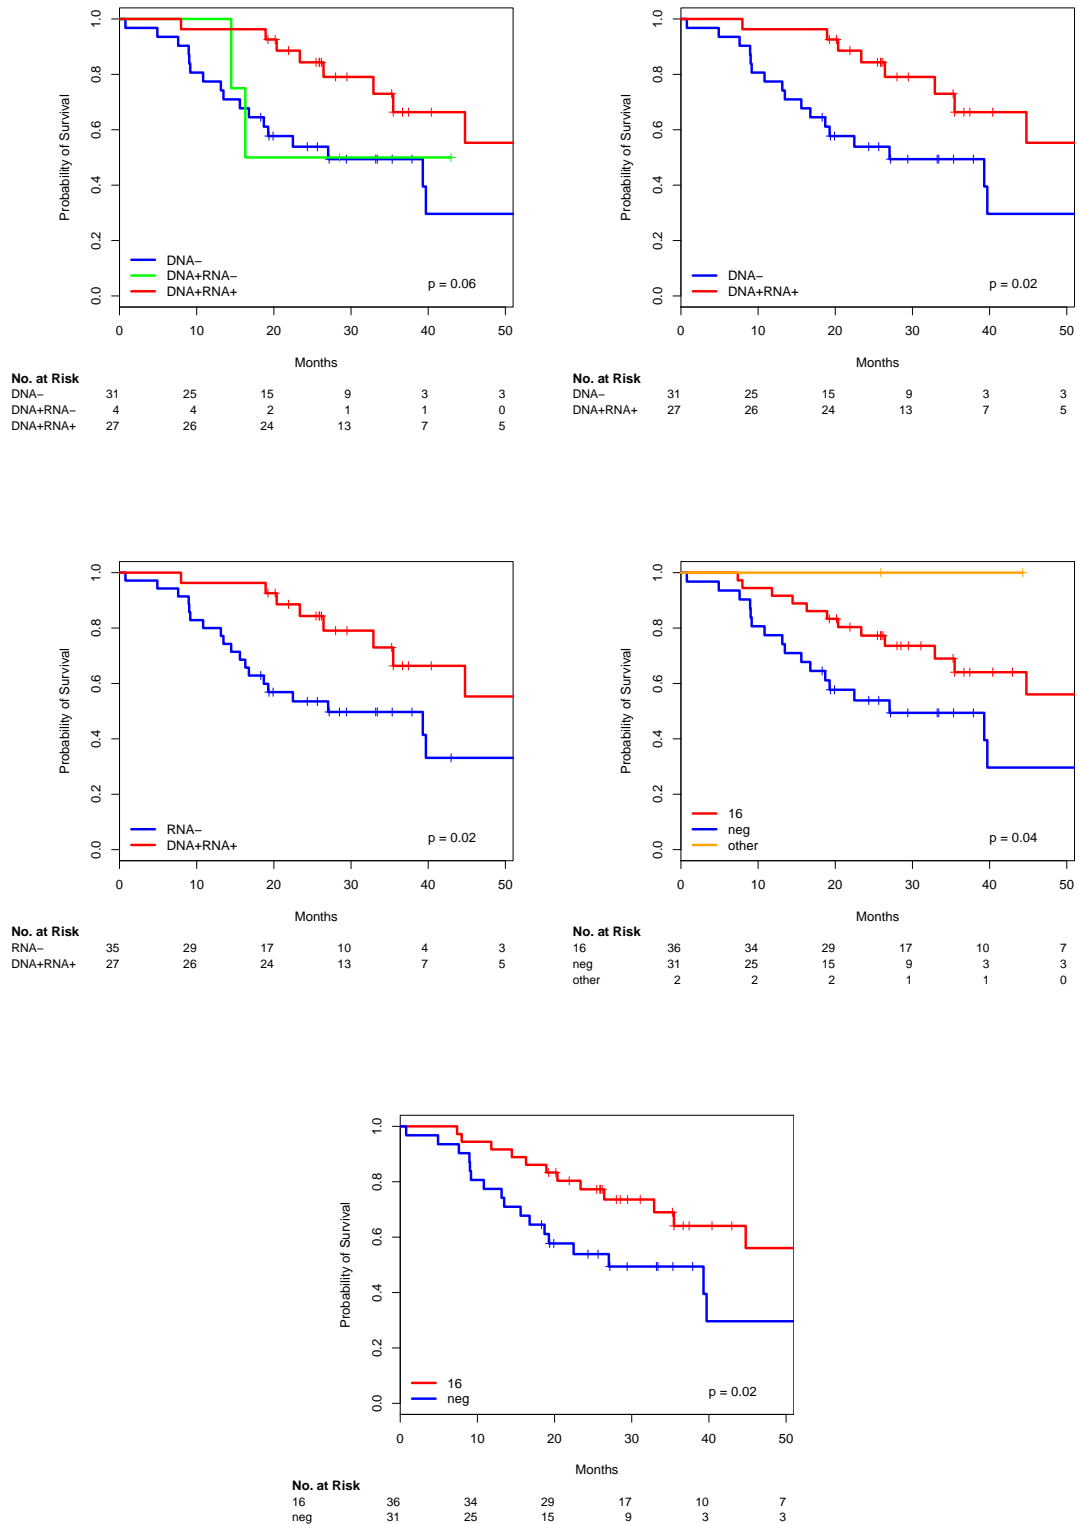 1.0
0.8
0.6
0.4
0.2
0.0
Probability of Survival
DNA−
DNA+RNA−
DNA+RNA+
p = 0.06
0 10 20 30 40 50
Months
No. at Risk
DNA− 31 25 15 9 3 3
DNA+RNA− 4 4 2 1 1 0
DNA+RNA+ 27 26 24 13 7 5
1.0
0.8
0.6
0.4
0.2
0.0
Probability of Survival
DNA−
DNA+RNA+
p = 0.02
0 10 20 30 40 50
Months
No. at Risk
DNA− 31 25 15 9 3 3
DNA+RNA+ 27 26 24 13 7 5
1.0
0.8
0.6
0.4
0.2
0.0
Probability of Survival
RNA−
DNA+RNA+
p = 0.02
0 10 20 30 40 50
Months
No. at Risk
RNA− 35 29 17 10 4 3
DNA+RNA+ 27 26 24 13 7 5
1.0
0.8
0.6
0.4
0.2
0.0
Probability of Survival
16
neg
other
p = 0.04
0 10 20 30 40 50
Months
No. at Risk
16 36 34 29 17 10 7
neg 31 25 15 9 3 3
other 2 2 2 1 1 0
1.0
0.8
0.6
0.4
0.2
0.0
Probability of Survival
16
neg
p = 0.02
0 10 20 30 40 50
Months
No. at Risk
16 36 34 29 17 10 7
neg 31 25 15 9 3 3